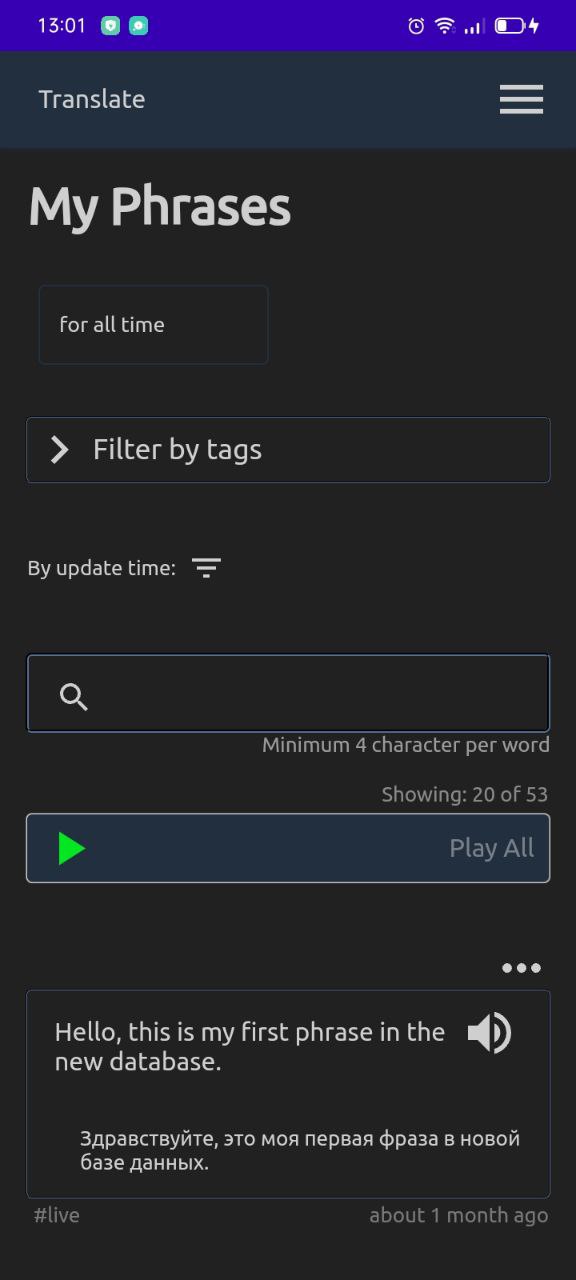 13:01
Translate
My Phrases
for all time
Filter by tags
By update time:
Minimum 4 character per word
Showing: 20 of 53
Play All
Hello, this is my first phrase in the
new database.
Здравствуйте, это моя первая фраза в новой
базе данных.
#live about 1 month ago